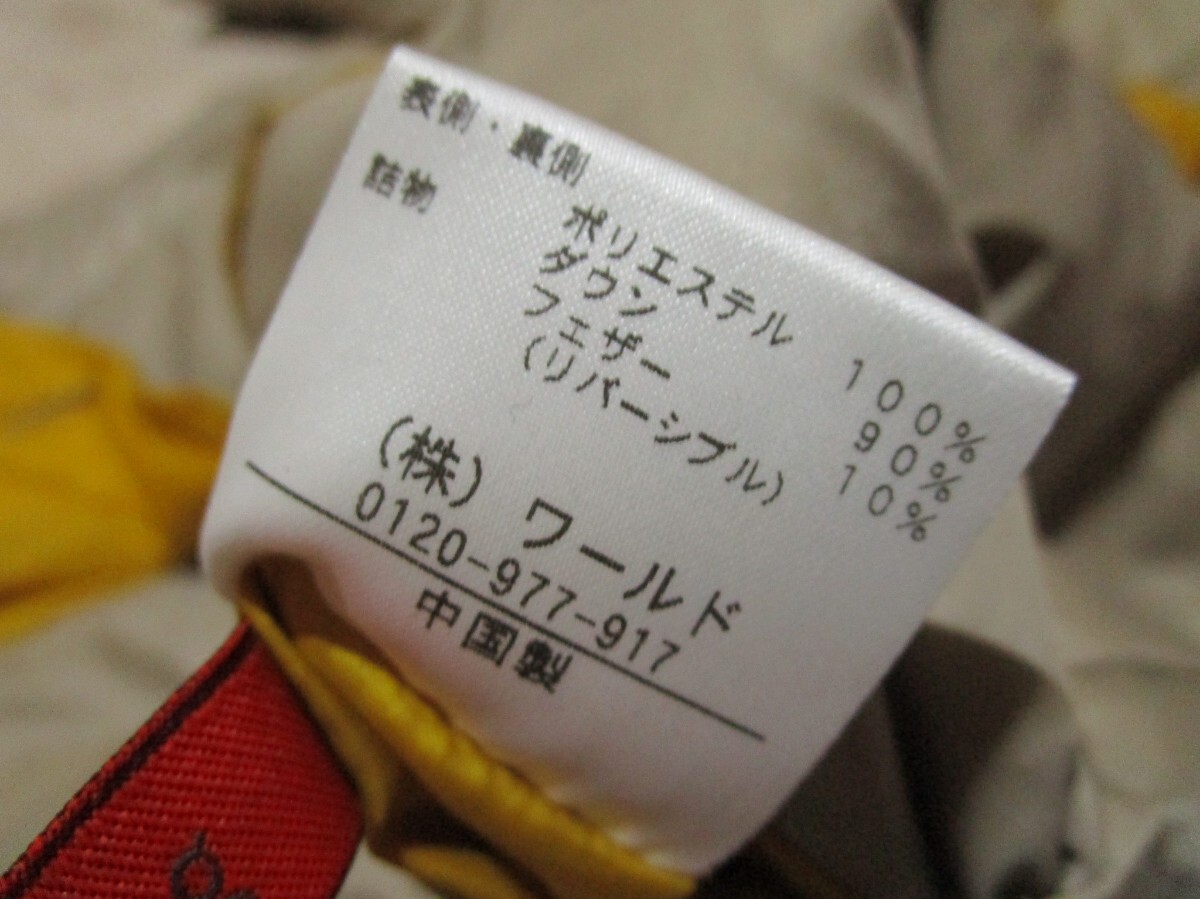 表側・裏側
ポリエステル 100%
詰物 ダウン 90%
フェザー 10%
(リバーシブル)
(株) ワールド
0120-977-917
中国製